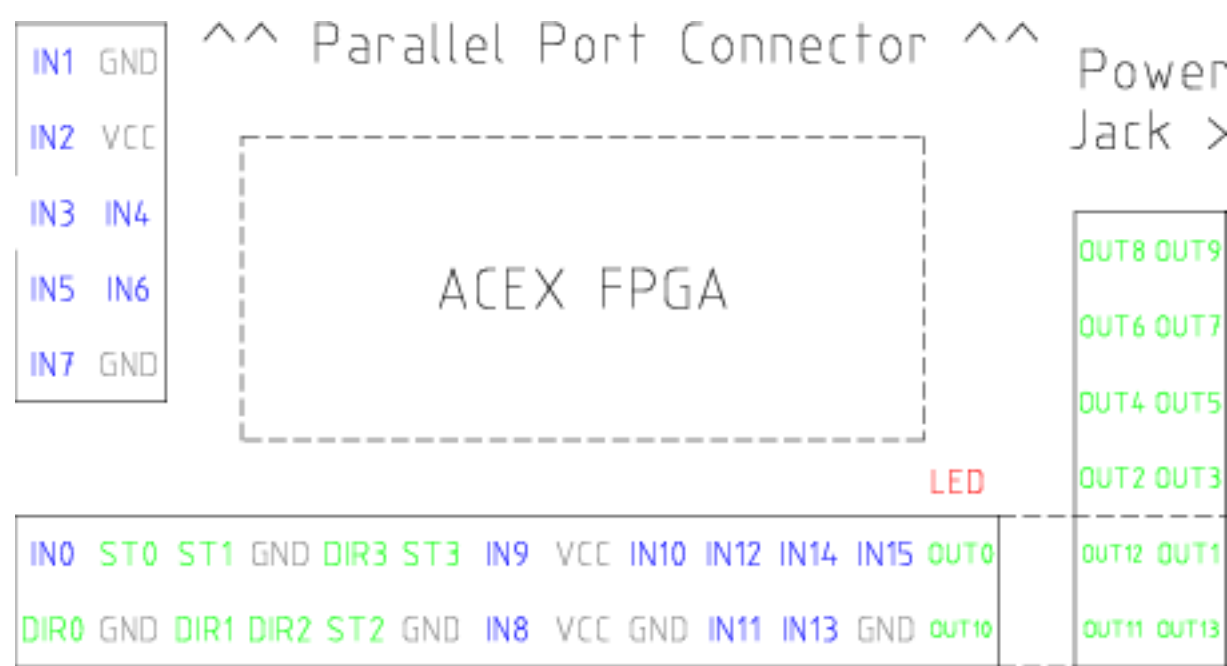 ^^ Parallel Port Connector ^^
Power
Jack >
IN1 GND
IN2 VCC
IN3 IN4
IN5 IN6
IN7 GND
ACEX FPGA
OUT8 OUT9
OUT6 OUT7
OUT4 OUT5
OUT2 OUT3
OUT12 OUT1
OUT11 OUT13
LED
IN0 ST0 ST1 GND DIR3 ST3 IN9 VCC IN10 IN12 IN14 IN15 OUT0
DIR0 GND DIR1 DIR2 ST2 GND IN8 VCC GND IN11 IN13 GND OUT10